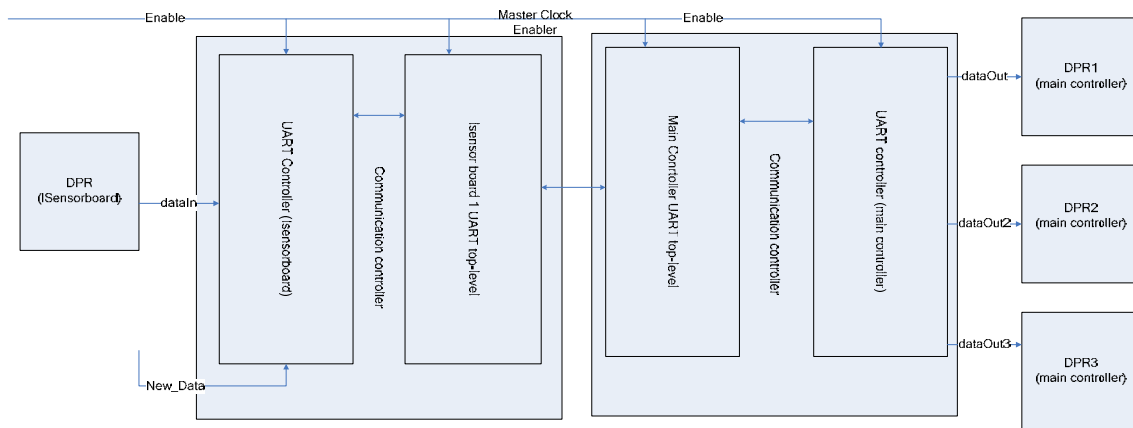 Enable
Master Clock
Enabler
Enable
DPR
(ISensorboard)
dataIn
New_Data
UART Controller (Isensorboard)
Communication controller
Isensor board 1 UART top-level
Main Conrtoller UART top-level
Communication controller
UART controller (main controller)
dataOut
dataOut2
dataOut3
DPR1
(main controller)
DPR2
(main controller)
DPR3
(main controller)